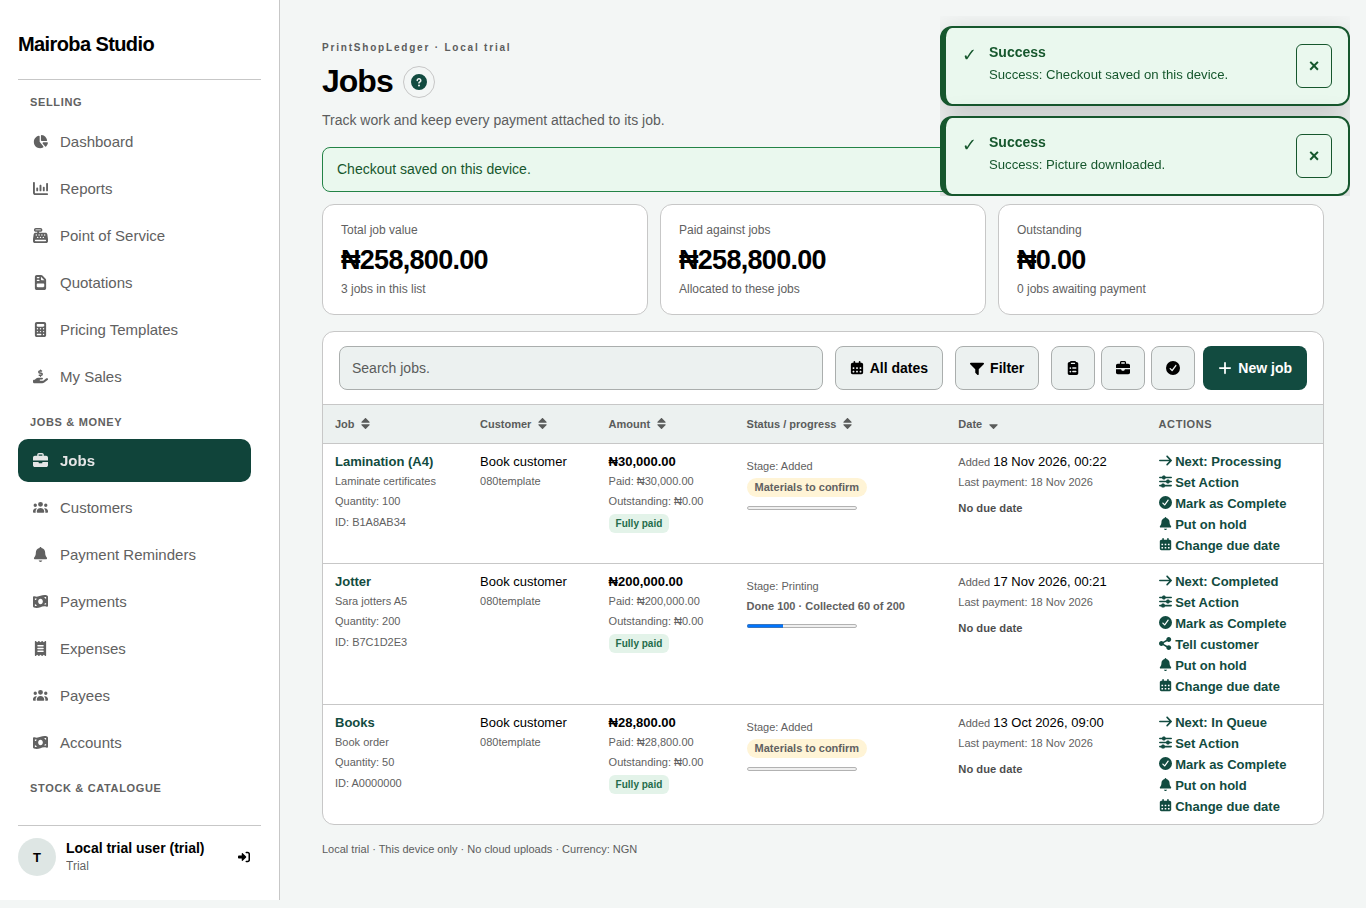 Mairoba Studio
SELLING
Dashboard
Reports
Point of Service
Quotations
Pricing Templates
My Sales
JOBS & MONEY
Jobs
Customers
Payment Reminders
Payments
Expenses
Payees
Accounts
STOCK & CATALOGUE
T
Local trial user (trial)
Trial
PrintShopLedger · Local trial
Jobs
?
Track work and keep every payment attached to its job.
Checkout saved on this device.
✓ Success
Success: Checkout saved on this device.
×
✓ Success
Success: Picture downloaded.
×
Total job value
₦258,800.00
3 jobs in this list
Paid against jobs
₦258,800.00
Allocated to these jobs
Outstanding
₦0.00
0 jobs awaiting payment
Search jobs.
All dates
Filter
+ New job
Job Customer Amount Status / progress Date ACTIONS
Lamination (A4)
Laminate certificates
Quantity: 100
ID: B1A8AB34
Book customer
080template
₦30,000.00
Paid: ₦30,000.00
Outstanding: ₦0.00
Fully paid
Stage: Added
Materials to confirm
Added 18 Nov 2026, 00:22
Last payment: 18 Nov 2026
No due date
Next: Processing
Set Action
Mark as Complete
Put on hold
Change due date
Jotter
Sara jotters A5
Quantity: 200
ID: B7C1D2E3
Book customer
080template
₦200,000.00
Paid: ₦200,000.00
Outstanding: ₦0.00
Fully paid
Stage: Printing
Done 100 · Collected 60 of 200
Added 17 Nov 2026, 00:21
Last payment: 18 Nov 2026
No due date
Next: Completed
Set Action
Mark as Complete
Tell customer
Put on hold
Change due date
Books
Book order
Quantity: 50
ID: A0000000
Book customer
080template
₦28,800.00
Paid: ₦28,800.00
Outstanding: ₦0.00
Fully paid
Stage: Added
Materials to confirm
Added 13 Oct 2026, 09:00
Last payment: 18 Nov 2026
No due date
Next: In Queue
Set Action
Mark as Complete
Put on hold
Change due date
Local trial · This device only · No cloud uploads · Currency: NGN